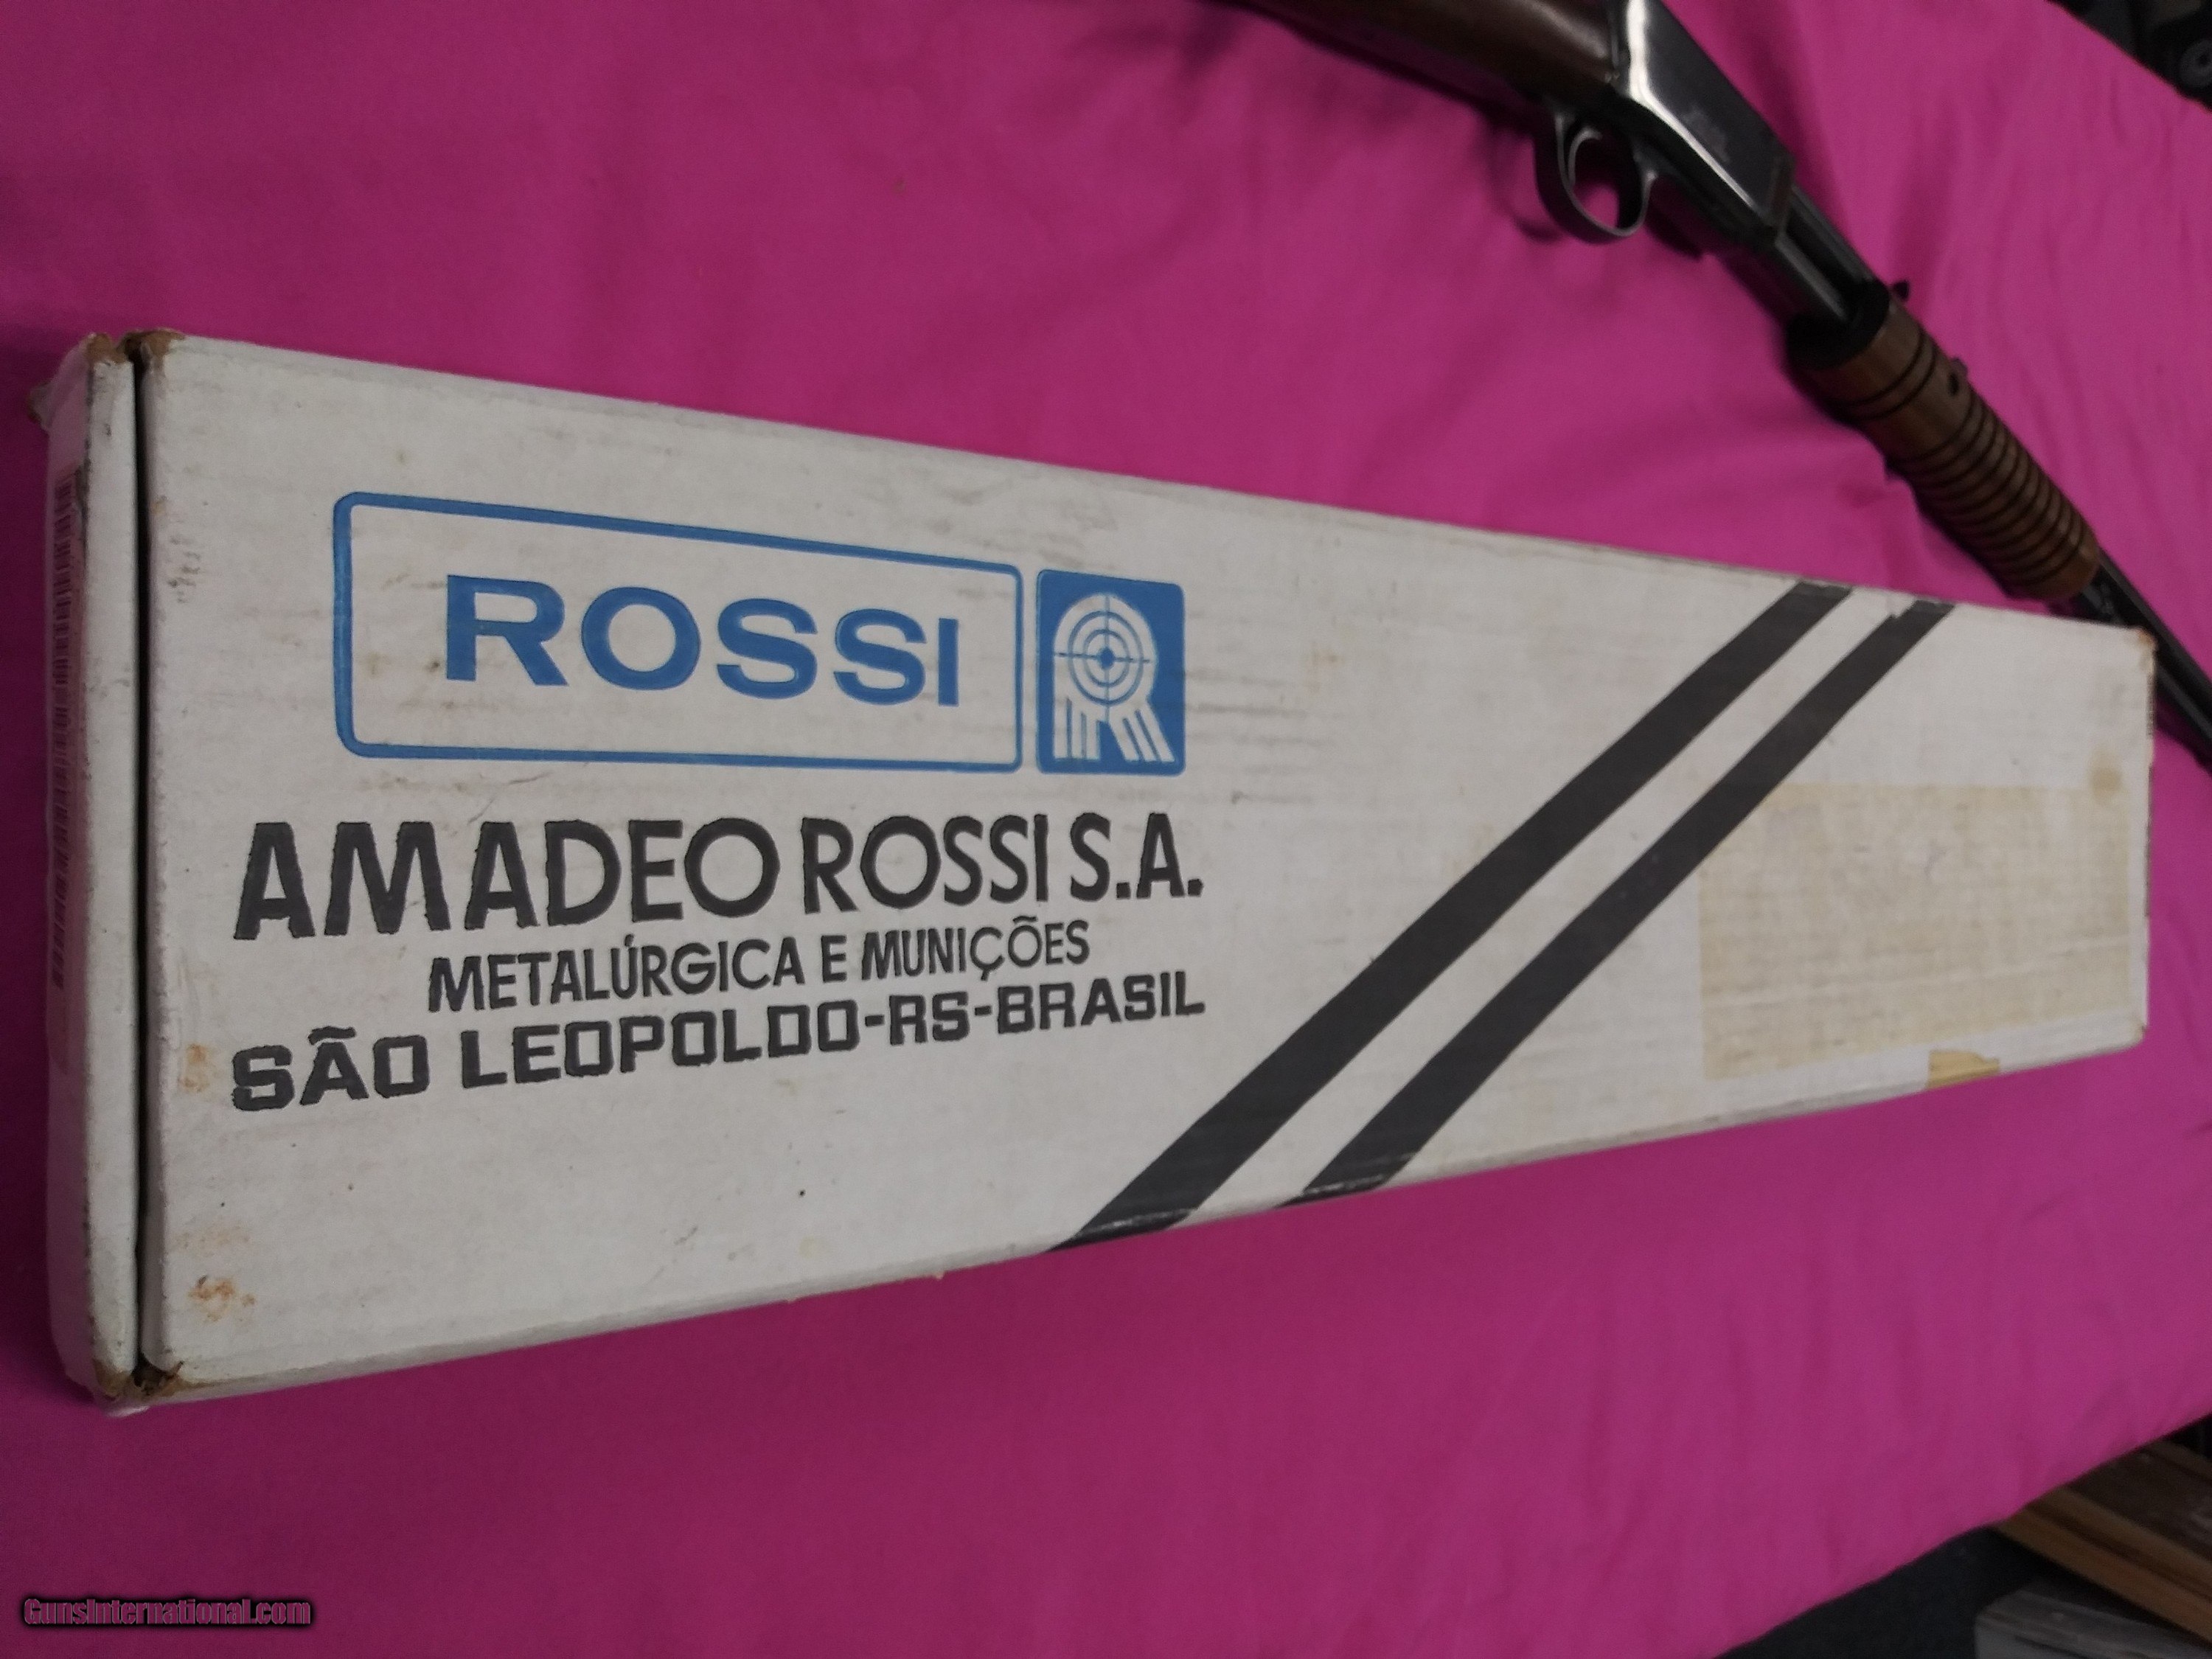 ROSSI
AMADEO ROSSI S.A.
METALÚRGICA E MUNIÇÕES
SÃO LEOPOLDO-RS-BRASIL
GunsInternational.com